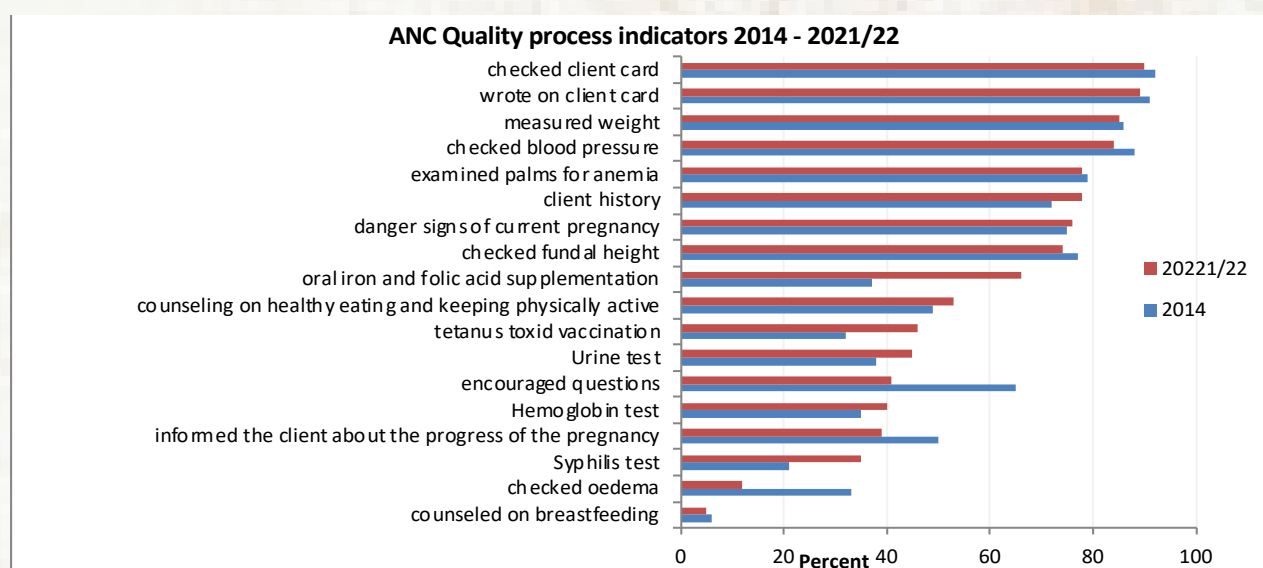 ANC Quality process indicators 2014 - 2021/22
checked client card
wrote on client card
measured weight
checked blood pressure
examined palms for anemia
client history
danger signs of current pregnancy
checked fundal height
oral iron and folic acid supplementation
counseling on healthy eating and keeping physically active
tetanus toxid vaccination
Urine test
encouraged questions
Hemoglobin test
informed the client about the progress of the pregnancy
Syphilis test
checked oedema
counseled on breastfeeding
20221/22
2014
0 20 40 60 80 100
Percent